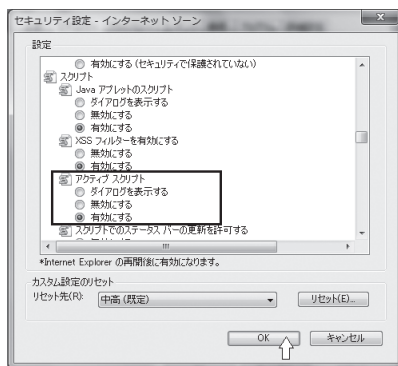 セキュリティ設定 - インターネット ゾーン
設定
有効にする (セキュリティで保護されていない)
スクリプト
Java アプレットのスクリプト
ダイアログを表示する
無効にする
有効にする
XSS フィルターを有効にする
無効にする
有効にする
アクティブ スクリプト
ダイアログを表示する
無効にする
有効にする
スクリプトでのステータス バーの更新を許可する
*Internet Explorer の再開後に有効になります。
カスタム設定のリセット
リセット先(R): 中高 (既定) リセット(E)...
OK キャンセル